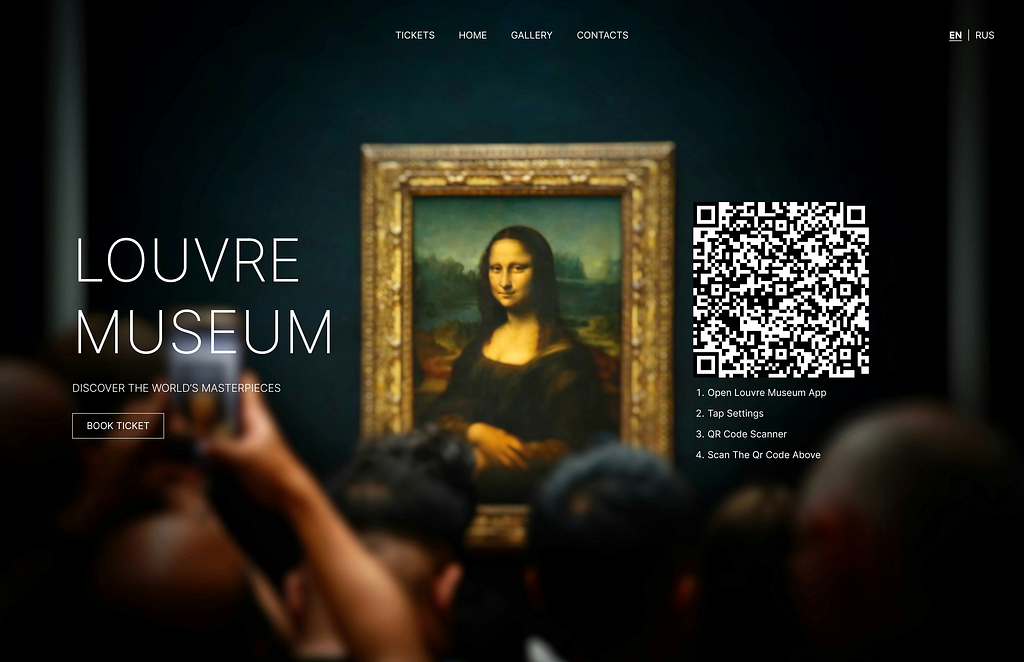 TICKETS HOME GALLERY CONTACTS EN | RUS
LOUVRE
MUSEUM
DISCOVER THE WORLD'S MASTERPIECES
BOOK TICKET
1. Open Louvre Museum App
2. Tap Settings
3. QR Code Scanner
4. Scan The Qr Code Above